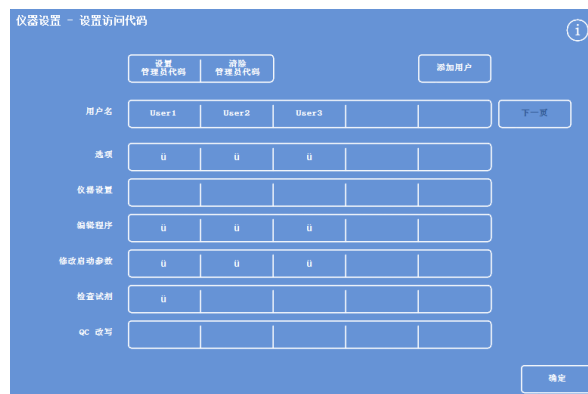 仪器设置 - 设置访问代码
i
设置 清除 添加用户
管理员代码 管理员代码
用户名 User1 User2 User3 下一页
选项 ü ü ü
仪器设置
编辑程序 ü ü ü
修改启动参数 ü ü ü
检查试剂 ü
QC 改写
确定